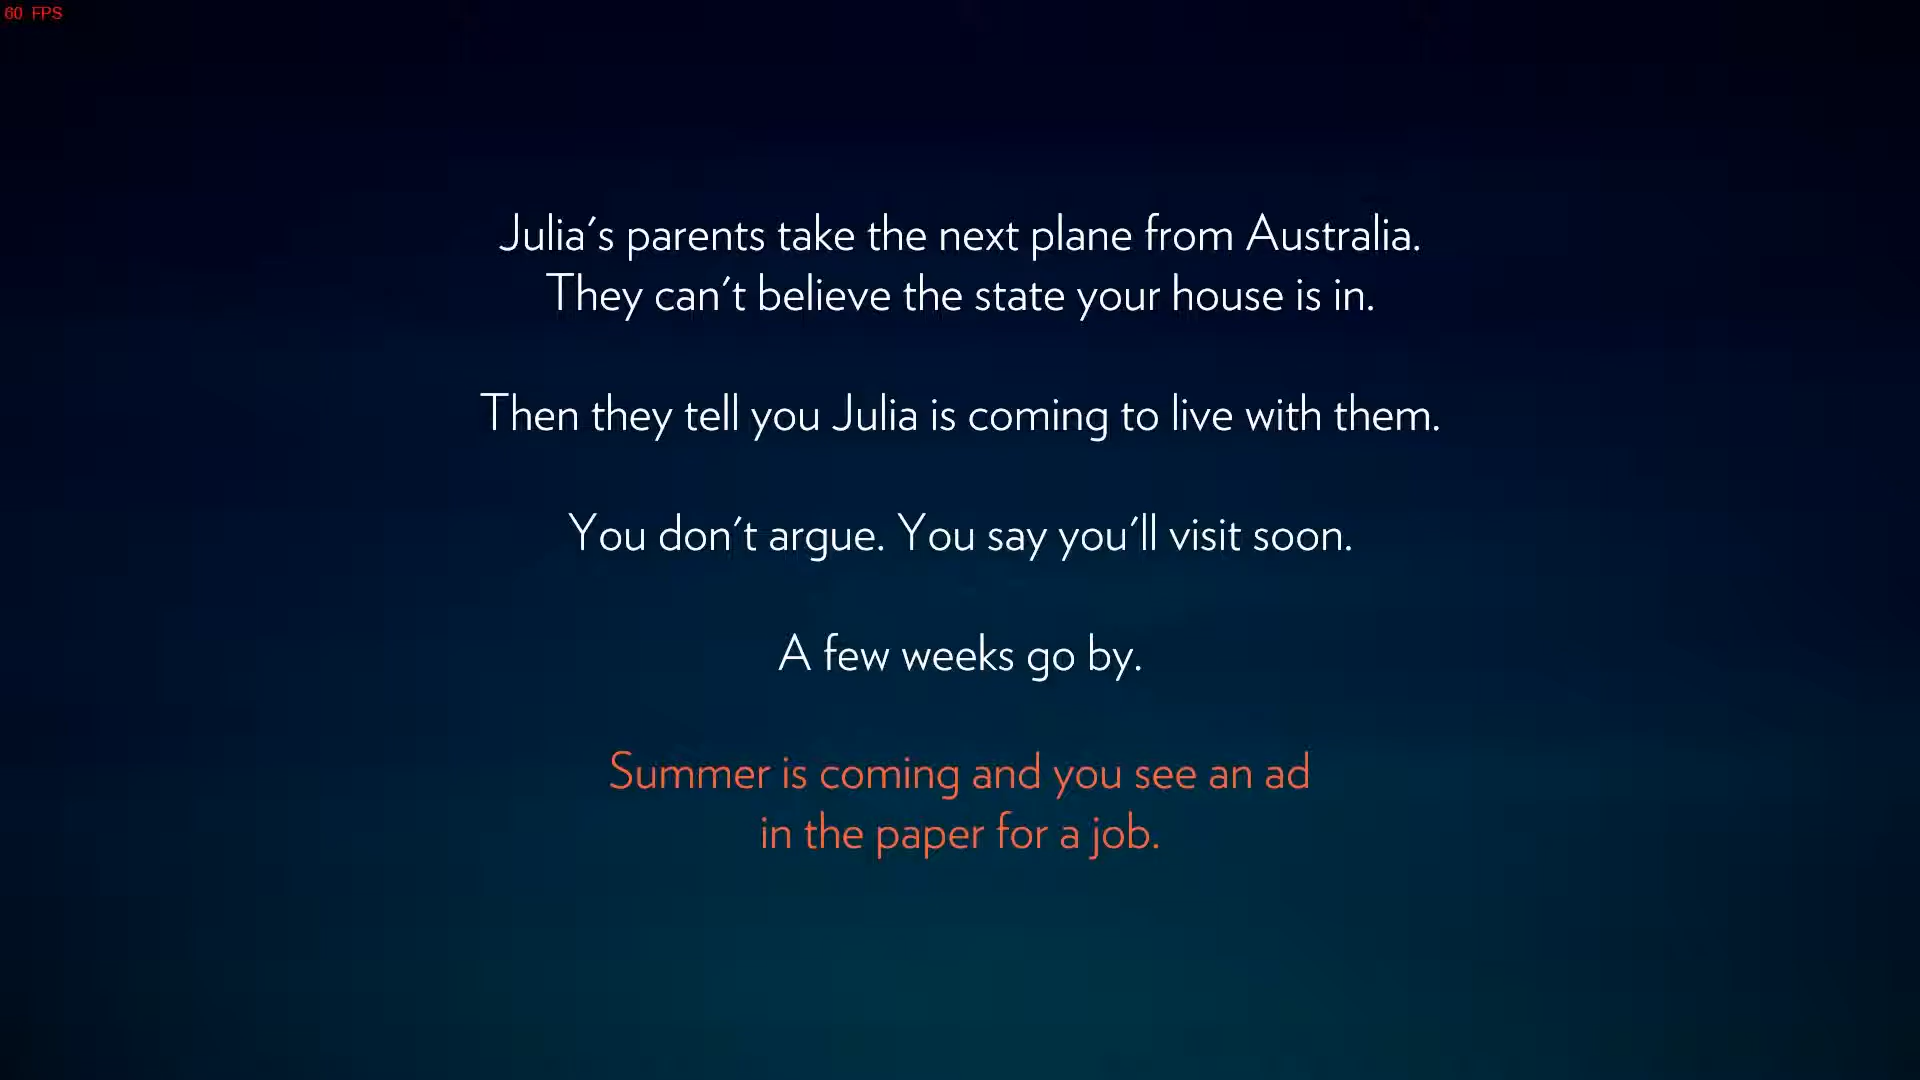 60 FPS
Julia's parents take the next plane from Australia.
They can't believe the state your house is in.
Then they tell you Julia is coming to live with them.
You don't argue. You say you'll visit soon.
A few weeks go by.
Summer is coming and you see an ad
in the paper for a job.